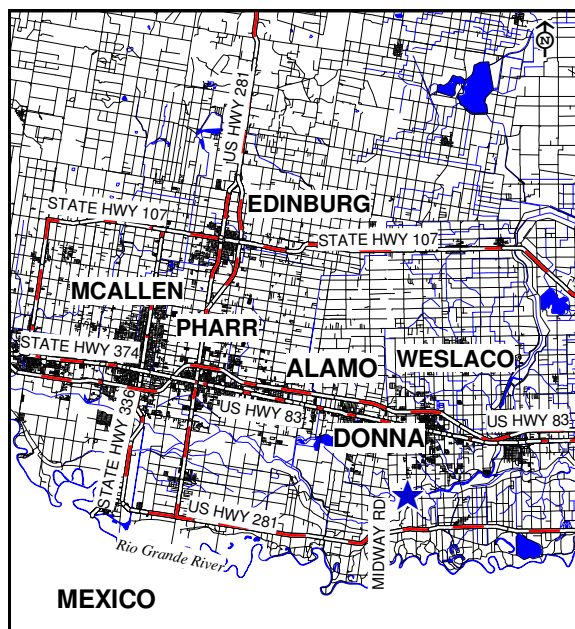 N
US HWY 281
EDINBURG
STATE HWY 107
STATE HWY 107
MCALLEN
PHARR
STATE HWY 374
ALAMO
WESLACO
STATE HWY 336
US HWY 83
US HWY 83
DONNA
MIDWAY RD
US HWY 281
Rio Grande River
MEXICO